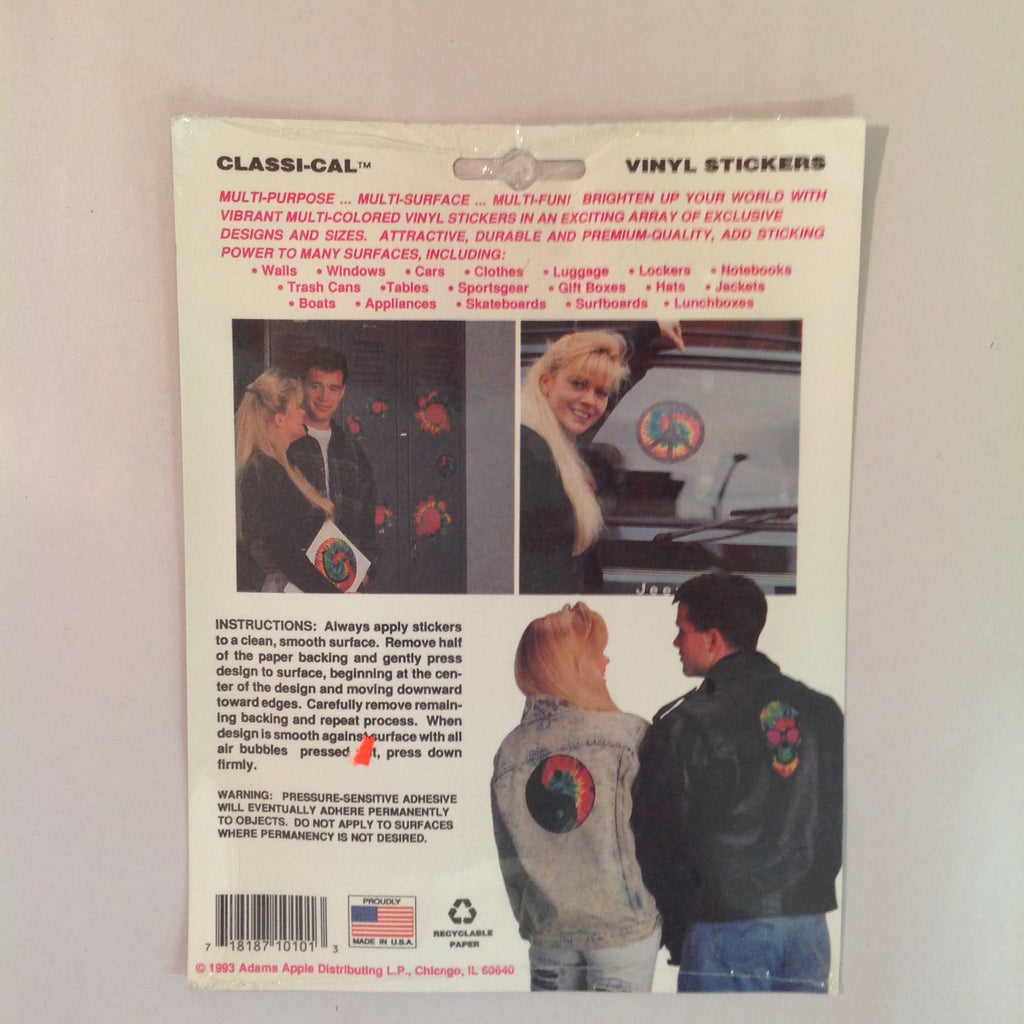 CLASSI-CAL™
VINYL STICKERS
MULTI-PURPOSE ... MULTI-SURFACE ... MULTI-FUN! BRIGHTEN UP YOUR WORLD WITH
VIBRANT MULTI-COLORED VINYL STICKERS IN AN EXCITING ARRAY OF EXCLUSIVE
DESIGNS AND SIZES. ATTRACTIVE, DURABLE AND PREMIUM-QUALITY, ADD STICKING
POWER TO MANY SURFACES, INCLUDING:
• Walls • Windows • Cars • Clothes • Luggage • Lockers • Notebooks
• Trash Cans •Tables • Sportsgear • Gift Boxes • Hats • Jackets
• Boats • Appliances • Skateboards • Surfboards • Lunchboxes
Jee
INSTRUCTIONS: Always apply stickers
to a clean, smooth surface. Remove half
of the paper backing and gently press
design to surface, beginning at the cen-
ter of the design and moving downward
toward edges. Carefully remove remain-
ing backing and repeat process. When
design is smooth against surface with all
air bubbles pressed t, press down
firmly.
WARNING: PRESSURE-SENSITIVE ADHESIVE
WILL EVENTUALLY ADHERE PERMANENTLY
TO OBJECTS. DO NOT APPLY TO SURFACES
WHERE PERMANENCY IS NOT DESIRED.
7 18187 10101 3
PROUDLY
MADE IN U.S.A.
RECYCLABLE
PAPER
© 1993 Adams Apple Distributing L.P., Chicago, IL 60640